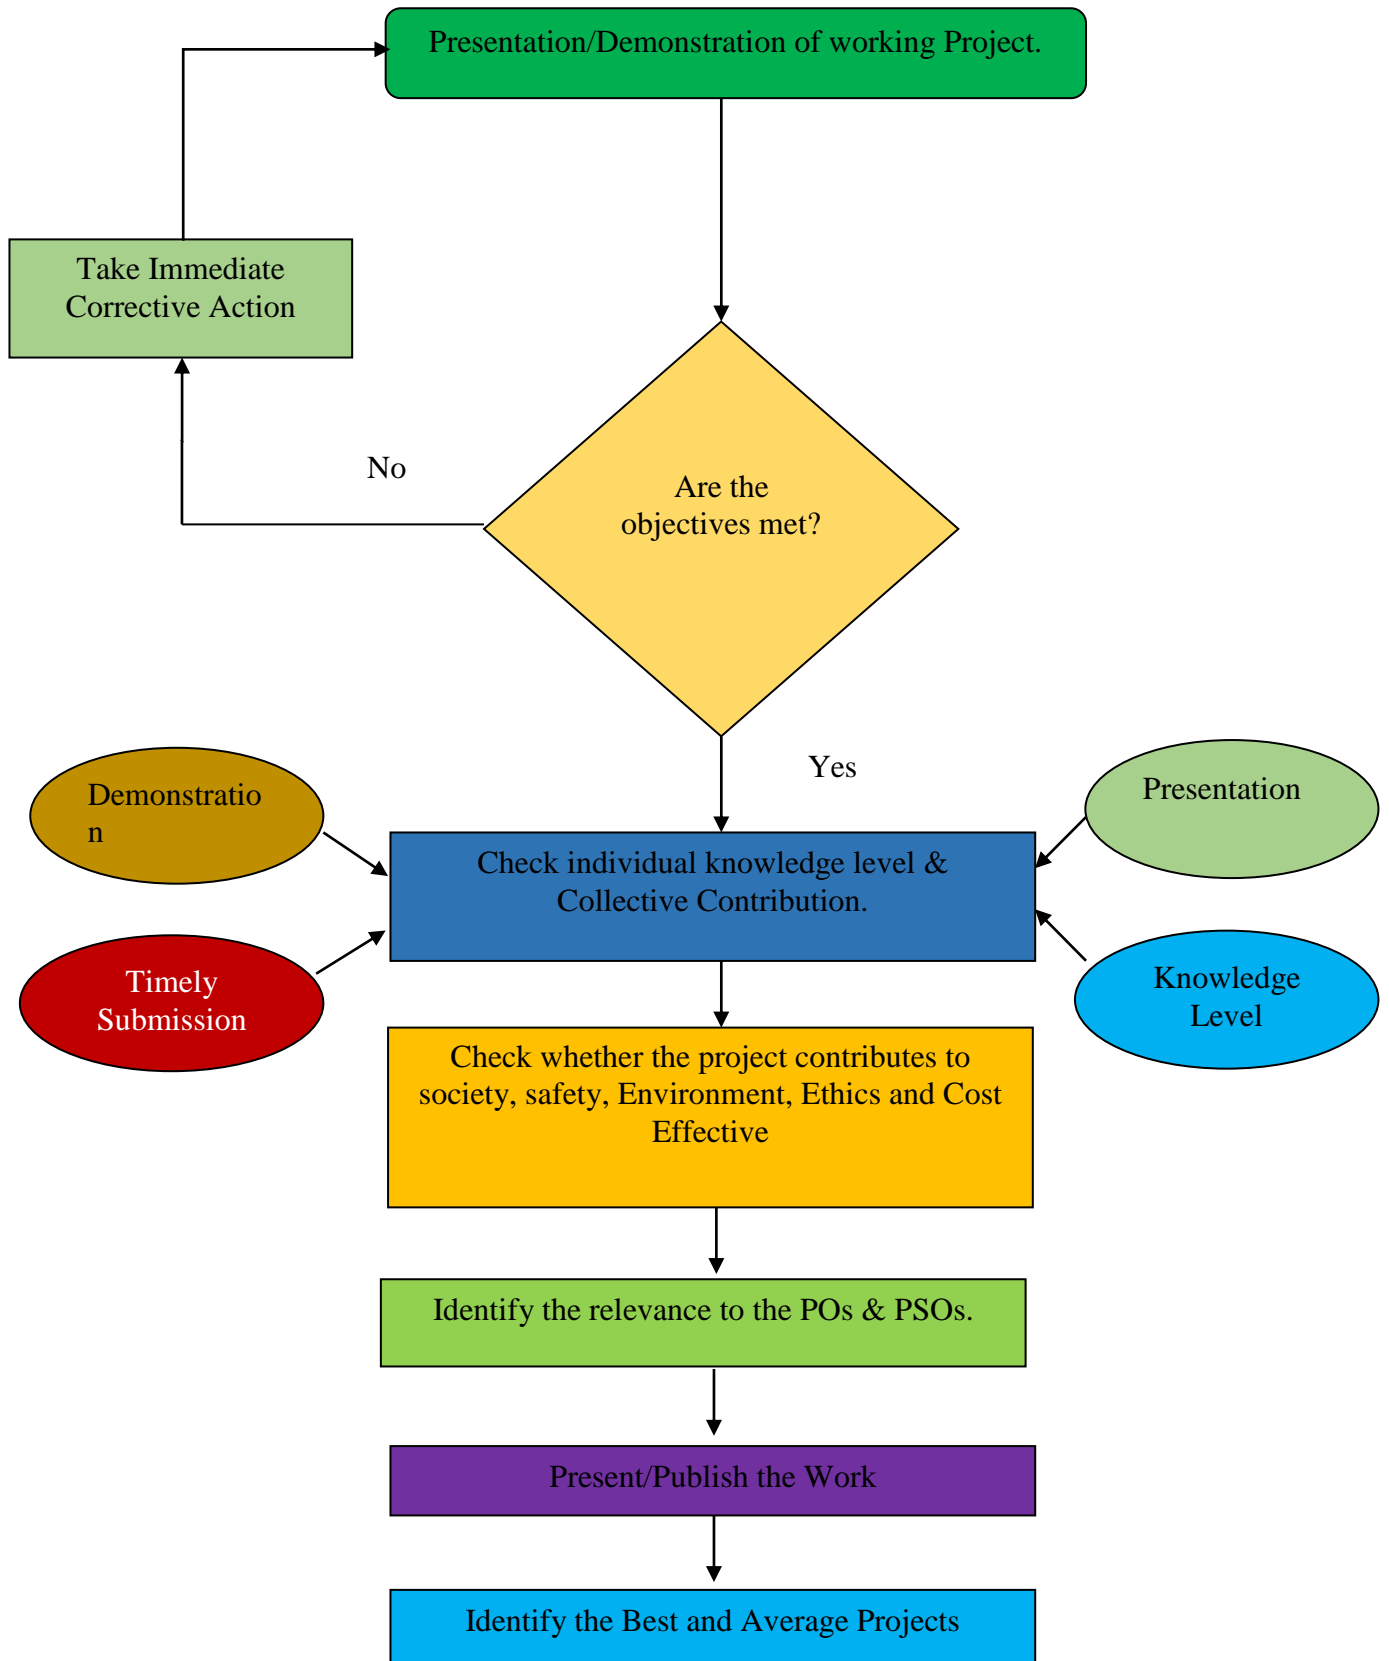 Presentation/Demonstration of working Project.
Take Immediate
Corrective Action
No
Are the
objectives met?
Yes
Demonstratio
n
Presentation
Check individual knowledge level &
Collective Contribution.
Timely
Submission
Knowledge
Level
Check whether the project contributes to
society, safety, Environment, Ethics and Cost
Effective
Identify the relevance to the POs & PSOs.
Present/Publish the Work
Identify the Best and Average Projects